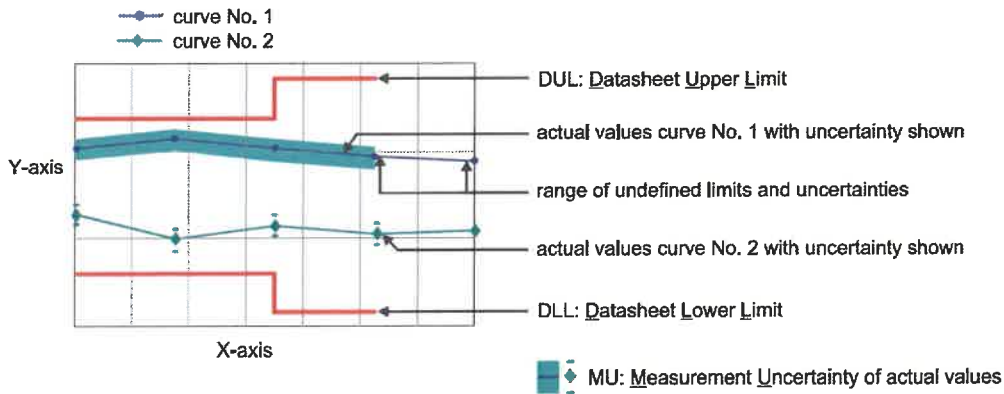 curve No. 1
curve No. 2
DUL: Datasheet Upper Limit
actual values curve No. 1 with uncertainty shown
Y-axis
range of undefined limits and uncertainties
actual values curve No. 2 with uncertainty shown
DLL: Datasheet Lower Limit
X-axis
MU: Measurement Uncertainty of actual values